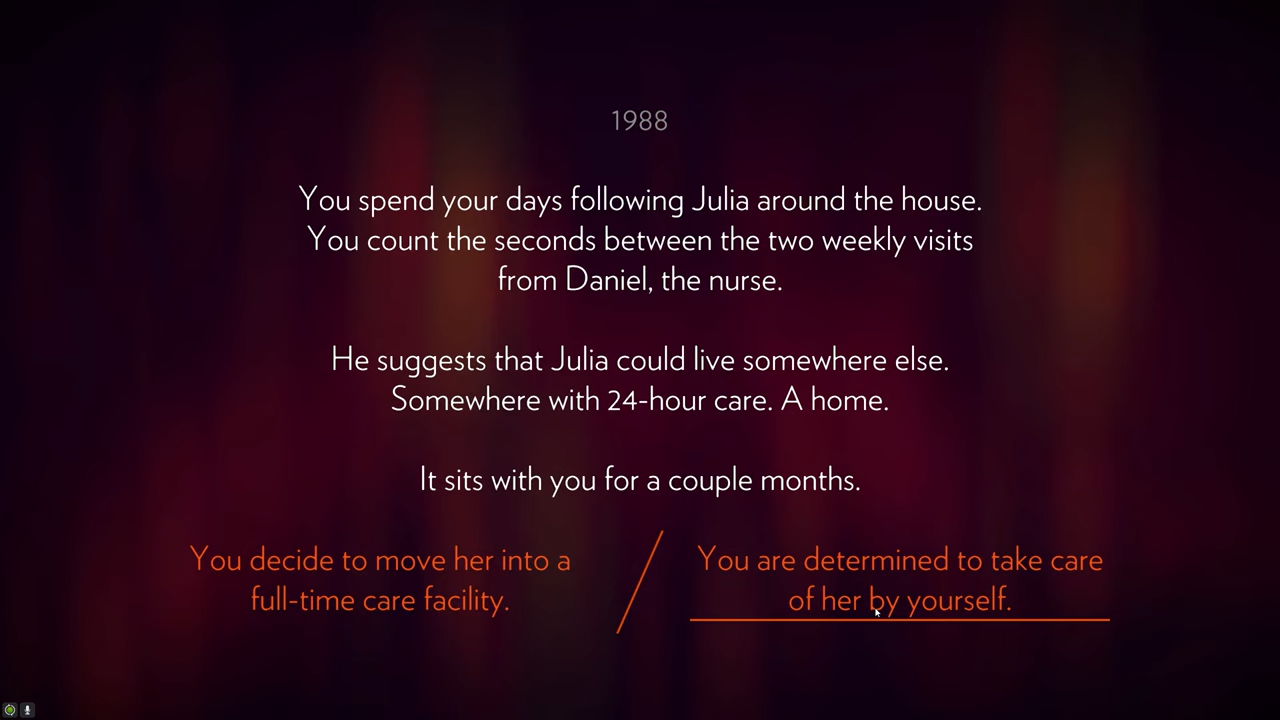 1988
You spend your days following Julia around the house.
You count the seconds between the two weekly visits
from Daniel, the nurse.
He suggests that Julia could live somewhere else.
Somewhere with 24-hour care. A home.
It sits with you for a couple months.
You decide to move her into a
full-time care facility.
You are determined to take care
of her by yourself.